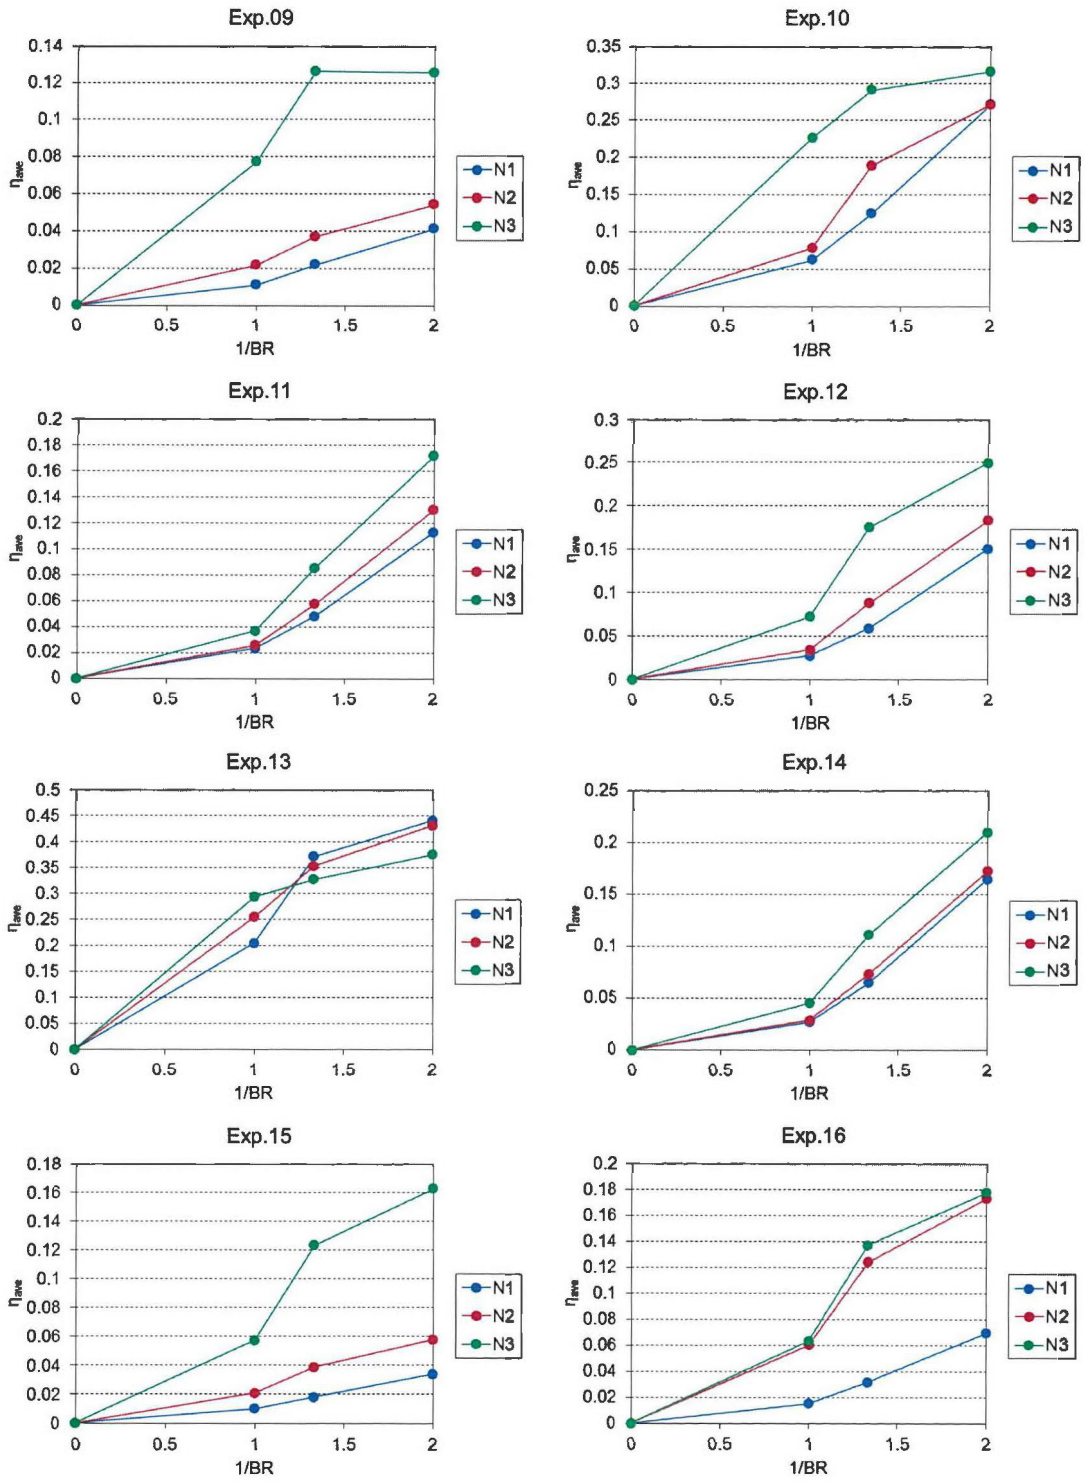 Exp.09
0.14
0.12
0.1
0.08
0.06
0.04
0.02
0
ηave
0 0.5 1 1.5 2
1/BR
N1
N2
N3
Exp.10
0.35
0.3
0.25
0.2
0.15
0.1
0.05
0
ηave
0 0.5 1 1.5 2
1/BR
N1
N2
N3
Exp.11
0.2
0.18
0.16
0.14
0.12
0.1
0.08
0.06
0.04
0.02
0
ηave
0 0.5 1 1.5 2
1/BR
N1
N2
N3
Exp.12
0.3
0.25
0.2
0.15
0.1
0.05
0
ηave
0 0.5 1 1.5 2
1/BR
N1
N2
N3
Exp.13
0.5
0.45
0.4
0.35
0.3
0.25
0.2
0.15
0.1
0.05
0
ηave
0 0.5 1 1.5 2
1/BR
N1
N2
N3
Exp.14
0.25
0.2
0.15
0.1
0.05
0
ηave
0 0.5 1 1.5 2
1/BR
N1
N2
N3
Exp.15
0.18
0.16
0.14
0.12
0.1
0.08
0.06
0.04
0.02
0
ηave
0 0.5 1 1.5 2
1/BR
N1
N2
N3
Exp.16
0.2
0.18
0.16
0.14
0.12
0.1
0.08
0.06
0.04
0.02
0
ηave
0 0.5 1 1.5 2
1/BR
N1
N2
N3